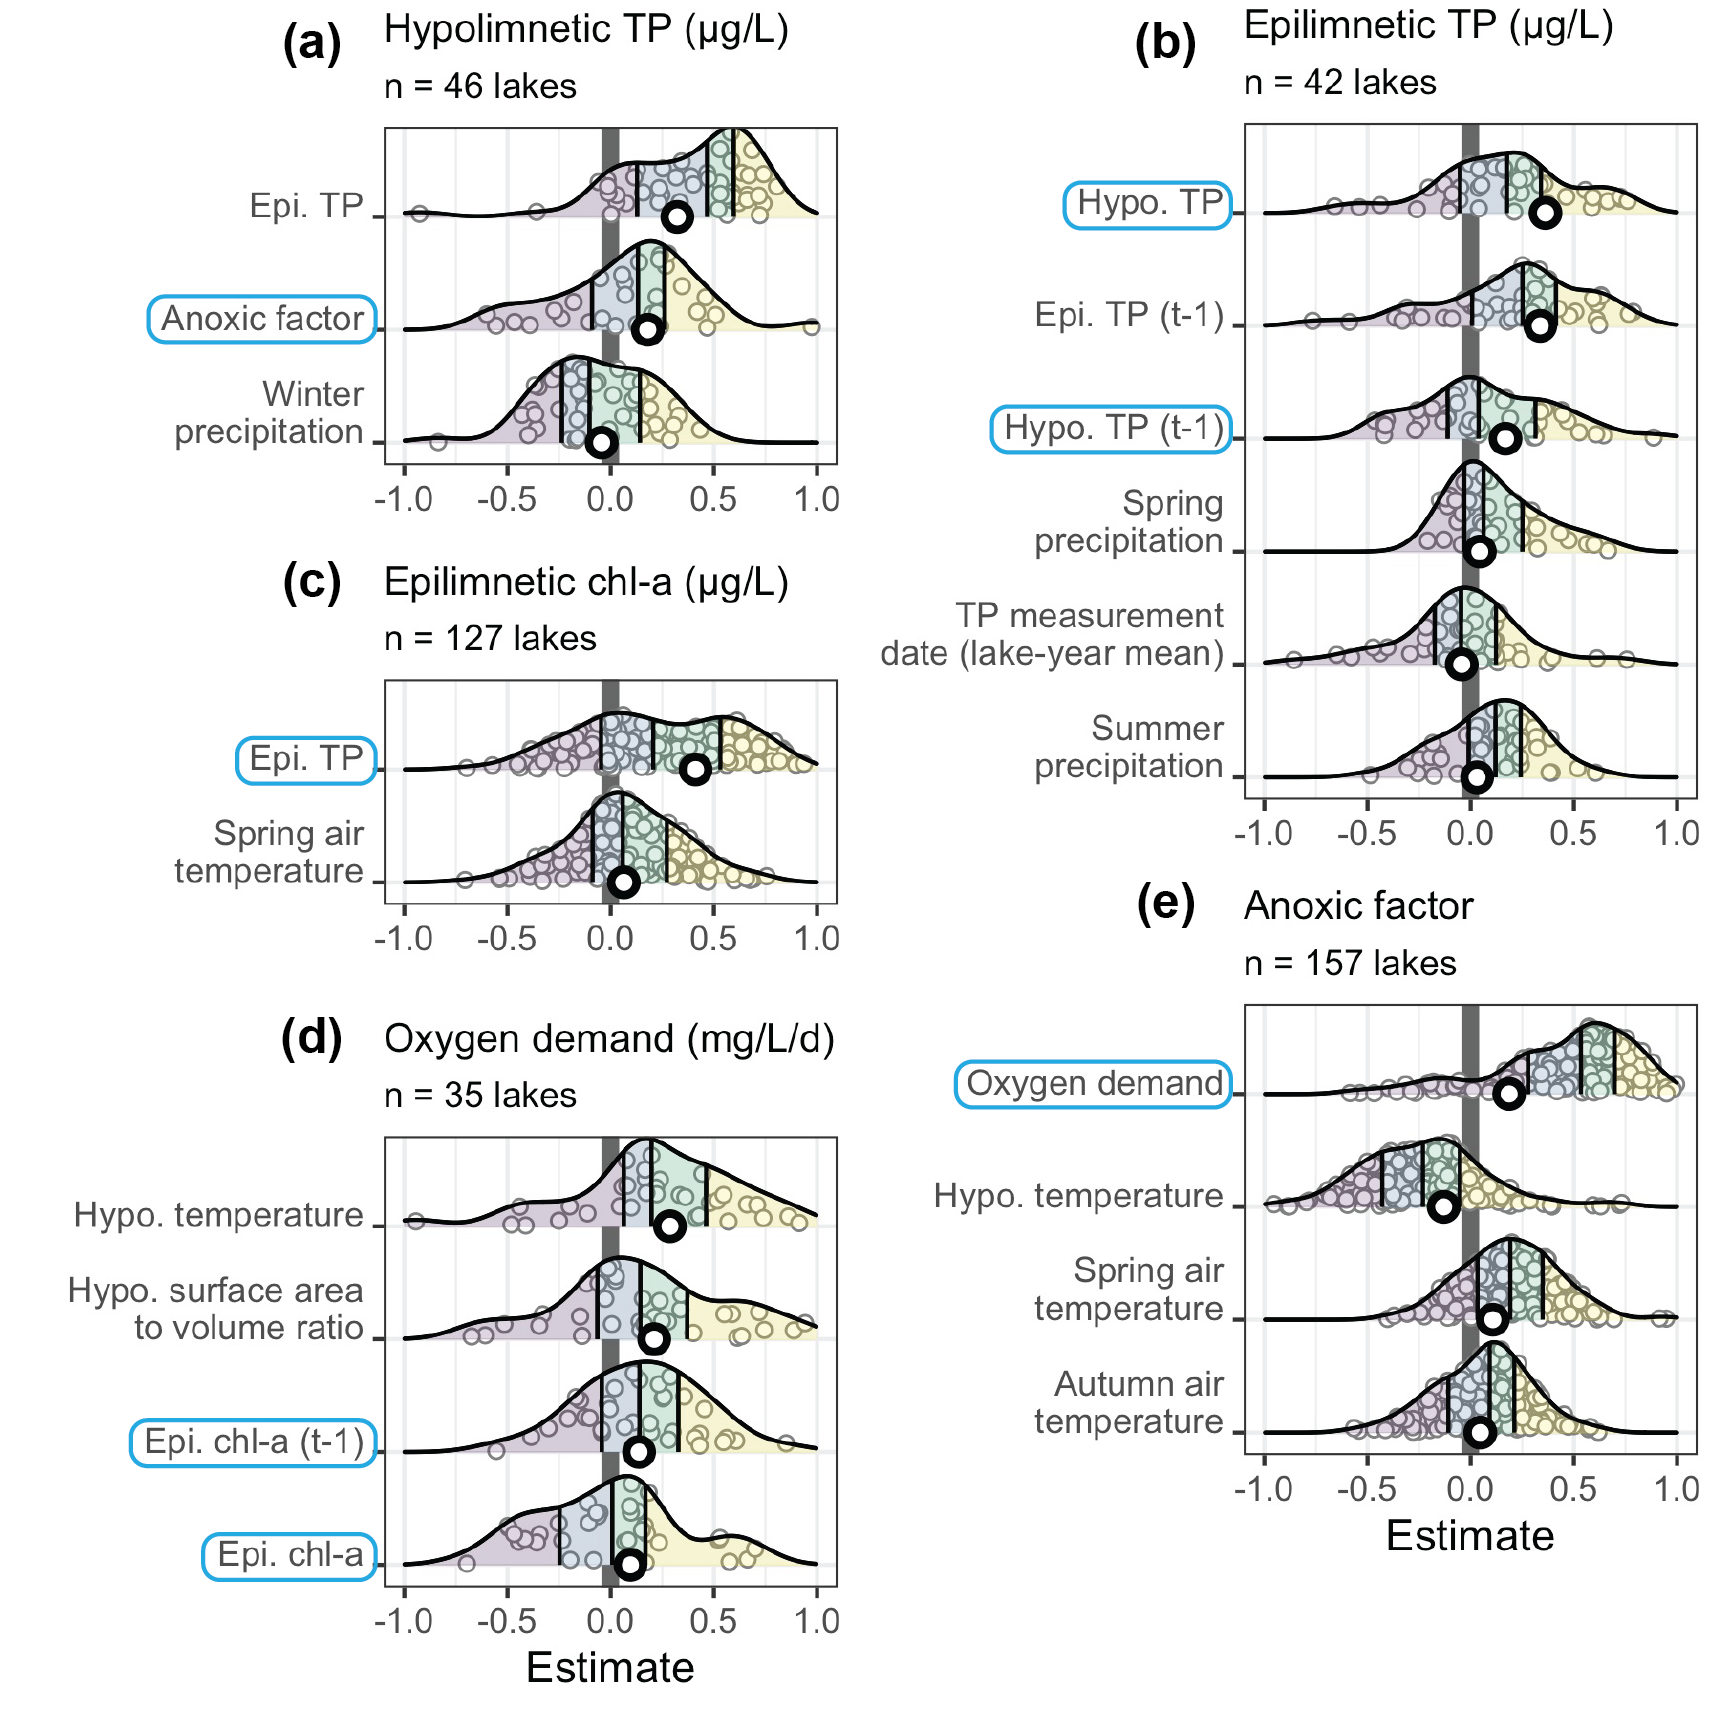 (a) Hypolimnetic TP (µg/L)
n = 46 lakes
Epi. TP
Anoxic factor
Winter
precipitation
-1.0 -0.5 0.0 0.5 1.0
(b) Epilimnetic TP (µg/L)
n = 42 lakes
Hypo. TP
Epi. TP (t-1)
Hypo. TP (t-1)
Spring
precipitation
TP measurement
date (lake-year mean)
Summer
precipitation
-1.0 -0.5 0.0 0.5 1.0
(c) Epilimnetic chl-a (µg/L)
n = 127 lakes
Epi. TP
Spring air
temperature
-1.0 -0.5 0.0 0.5 1.0
(d) Oxygen demand (mg/L/d)
n = 35 lakes
Hypo. temperature
Hypo. surface area
to volume ratio
Epi. chl-a (t-1)
Epi. chl-a
-1.0 -0.5 0.0 0.5 1.0
Estimate
(e) Anoxic factor
n = 157 lakes
Oxygen demand
Hypo. temperature
Spring air
temperature
Autumn air
temperature
-1.0 -0.5 0.0 0.5 1.0
Estimate